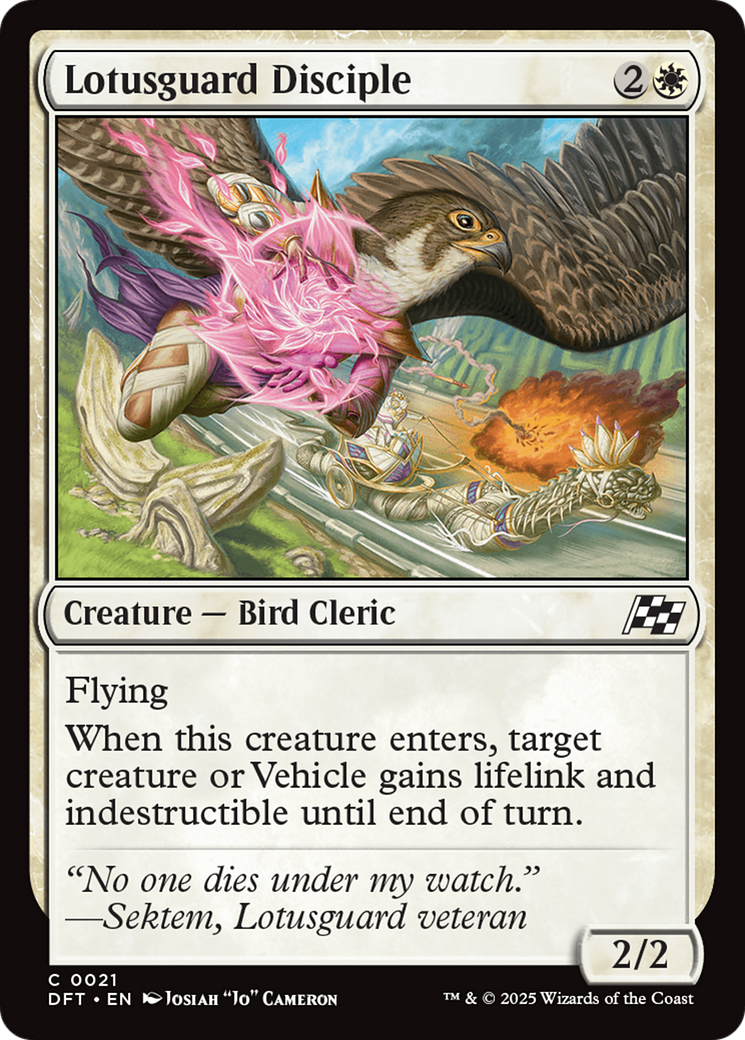 Lotusguard Disciple 2
Creature — Bird Cleric
Flying
When this creature enters, target
creature or Vehicle gains lifelink and
indestructible until end of turn.
“No one dies under my watch.”
—Sektem, Lotusguard veteran
2/2
C 0021
DFT • EN Josiah “Jo” Cameron
™ & © 2025 Wizards of the Coast